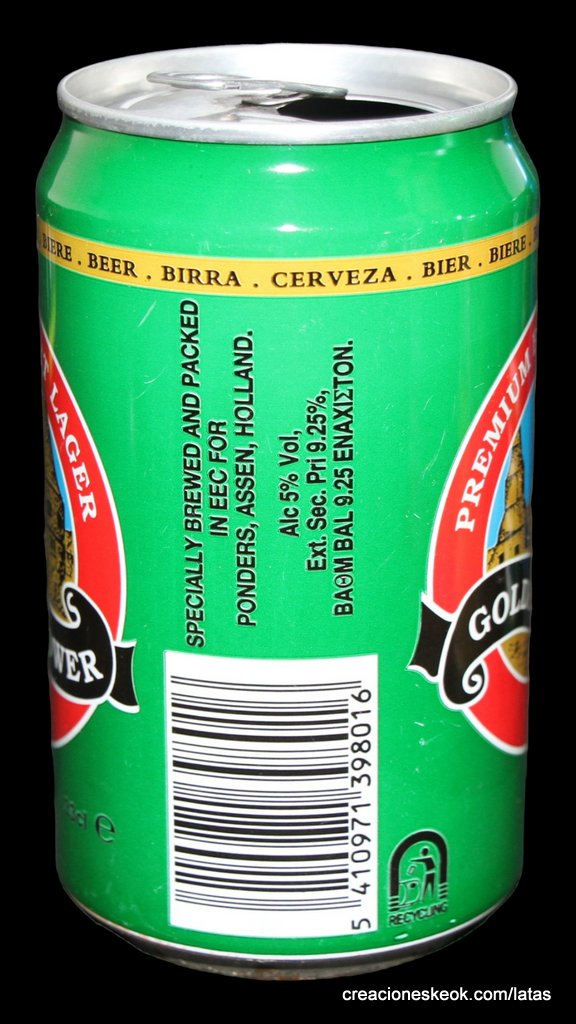 BIERE . BEER . BIRRA . CERVEZA . BIER . BIERE .
SPECIALLY BREWED AND PACKED
IN EEC FOR
PONDERS, ASSEN, HOLLAND.
Alc 5% Vol,
Ext. Sec. Pri 9.25%,
ΒΑΘΜ ΒΑL 9.25 ΕΝΑΧΙΣΤΟΝ.
LAGER
PREMIUM
GOLD
WER
5 410971 398016
e
RECYCLING
creacioneskeok.com/latas